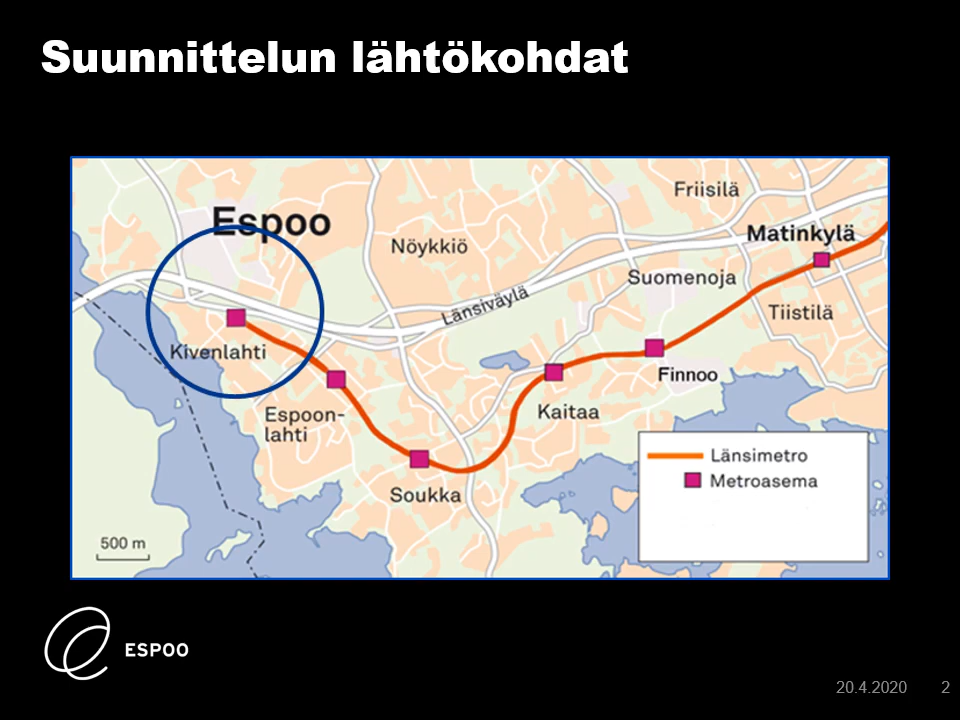 Suunnittelun lähtökohdat
Friisilä
Espoo
Matinkylä
Nöykkiö
Suomenoja
Länsiväylä
Tiistilä
Kivenlahti
Finnoo
Espoon-
lahti
Kaitaa
Länsimetro
Metroasema
Soukka
500 m
ESPOO
20.4.2020
2